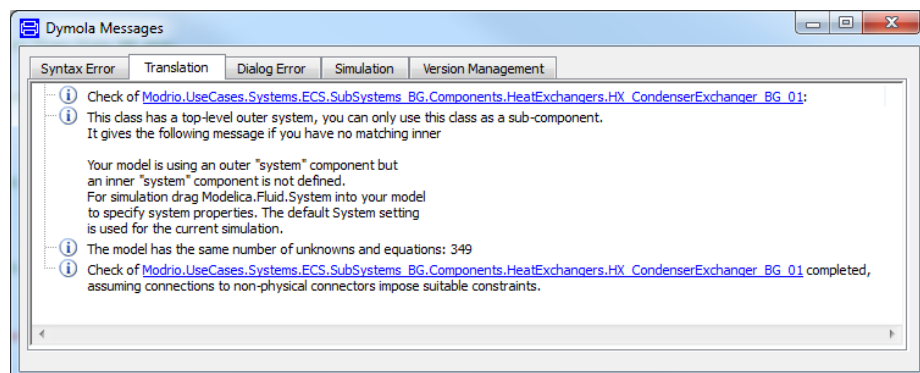 Dymola Messages
Syntax Error Translation Dialog Error Simulation Version Management
Check of Modrio.UseCases.Systems.ECS.SubSystems_BG.Components.HeatExchangers.HX_CondenserExchanger_BG_01:
This class has a top-level outer system, you can only use this class as a sub-component.
It gives the following message if you have no matching inner
Your model is using an outer "system" component but
an inner "system" component is not defined.
For simulation drag Modelica.Fluid.System into your model
to specify system properties. The default System setting
is used for the current simulation.
The model has the same number of unknowns and equations: 349
Check of Modrio.UseCases.Systems.ECS.SubSystems_BG.Components.HeatExchangers.HX_CondenserExchanger_BG_01 completed,
assuming connections to non-physical connectors impose suitable constraints.